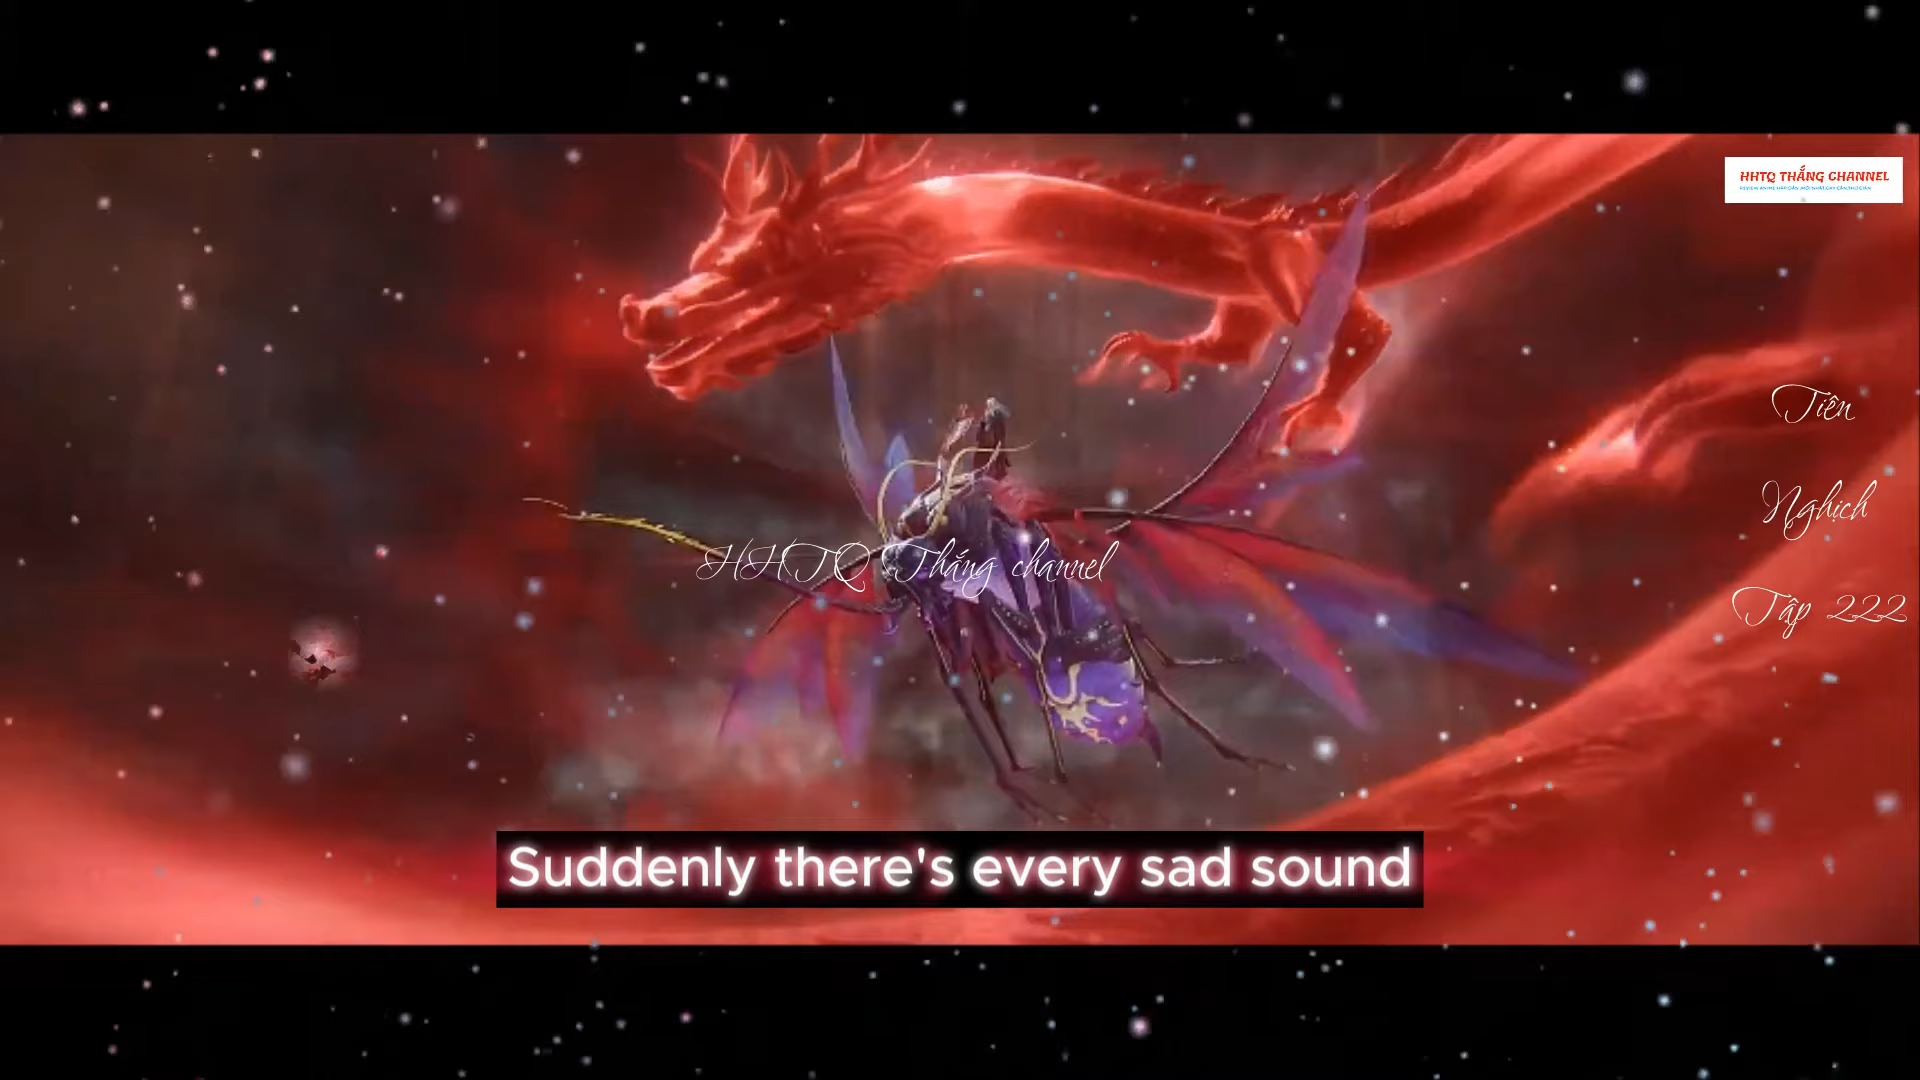 HHTQ THẮNG CHANNEL
Tiên
Nghịch
Tập 222
HHTQ Thắng channel
Suddenly there's every sad sound